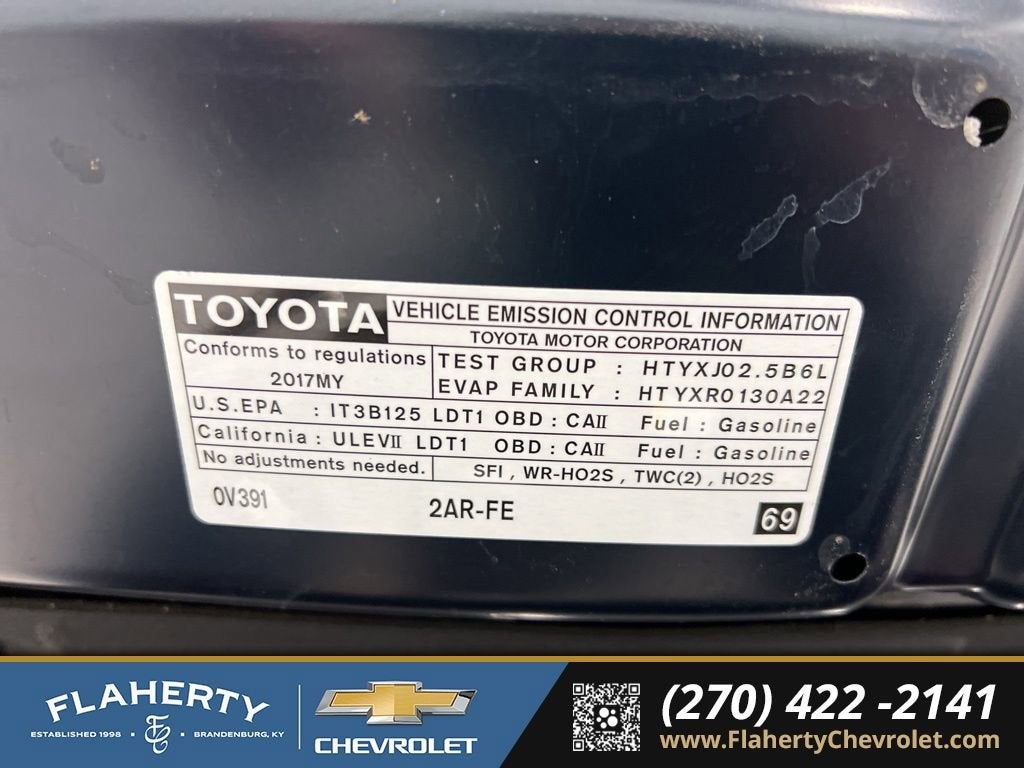 TOYOTA VEHICLE EMISSION CONTROL INFORMATION
TOYOTA MOTOR CORPORATION
Conforms to regulations
2017MY
TEST GROUP : HTYXJ02.5B6L
EVAP FAMILY : HTYXR0130A22
U.S.EPA : IT3B125 LDT1 OBD : CAII Fuel : Gasoline
California : ULEVII LDT1 OBD : CAII Fuel : Gasoline
No adjustments needed. SFI , WR-HO2S , TWC(2) , HO2S
0V391 2AR-FE 69
FLAHERTY
ESTABLISHED 1998 • FC • BRANDENBURG, KY
CHEVROLET
(270) 422 -2141
www.FlahertyChevrolet.com